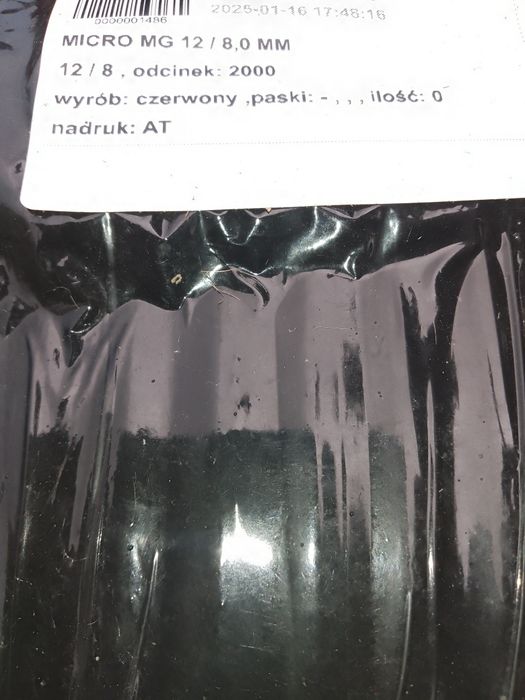 2025-01-16 17:48:16
0000001486
MICRO MG 12 / 8,0 MM
12 / 8 , odcinek: 2000
wyrób: czerwony ,paski: - , , , ilość: 0
nadruk: AT